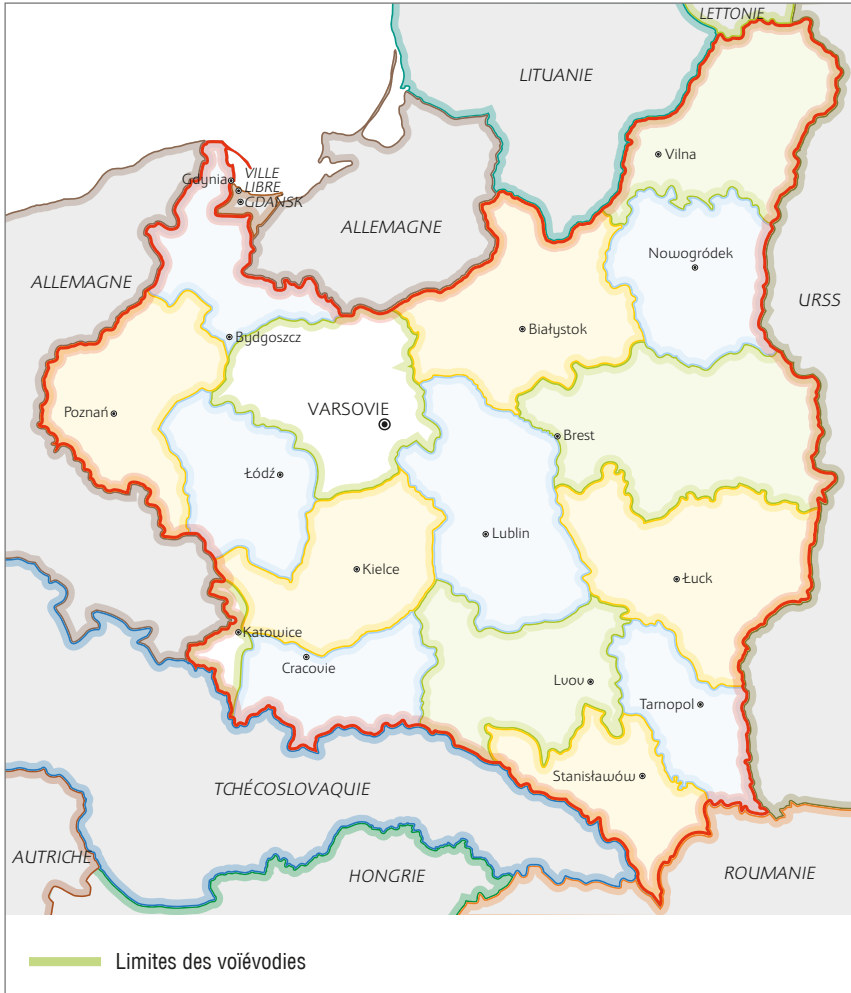 LETTONIE
LITUANIE
Vilna
Gdynia
VILLE
LIBRE
GDAŃSK
ALLEMAGNE
Nowogródek
ALLEMAGNE
URSS
Białystok
Bydgoszcz
VARSOVIE
Poznań
Brest
Łódź
Lublin
Kielce
Łuck
Katowice
Cracovie
Lvov
Tarnopol
Stanisławów
TCHÉCOSLOVAQUIE
AUTRICHE
HONGRIE
ROUMANIE
Limites des voïévodies